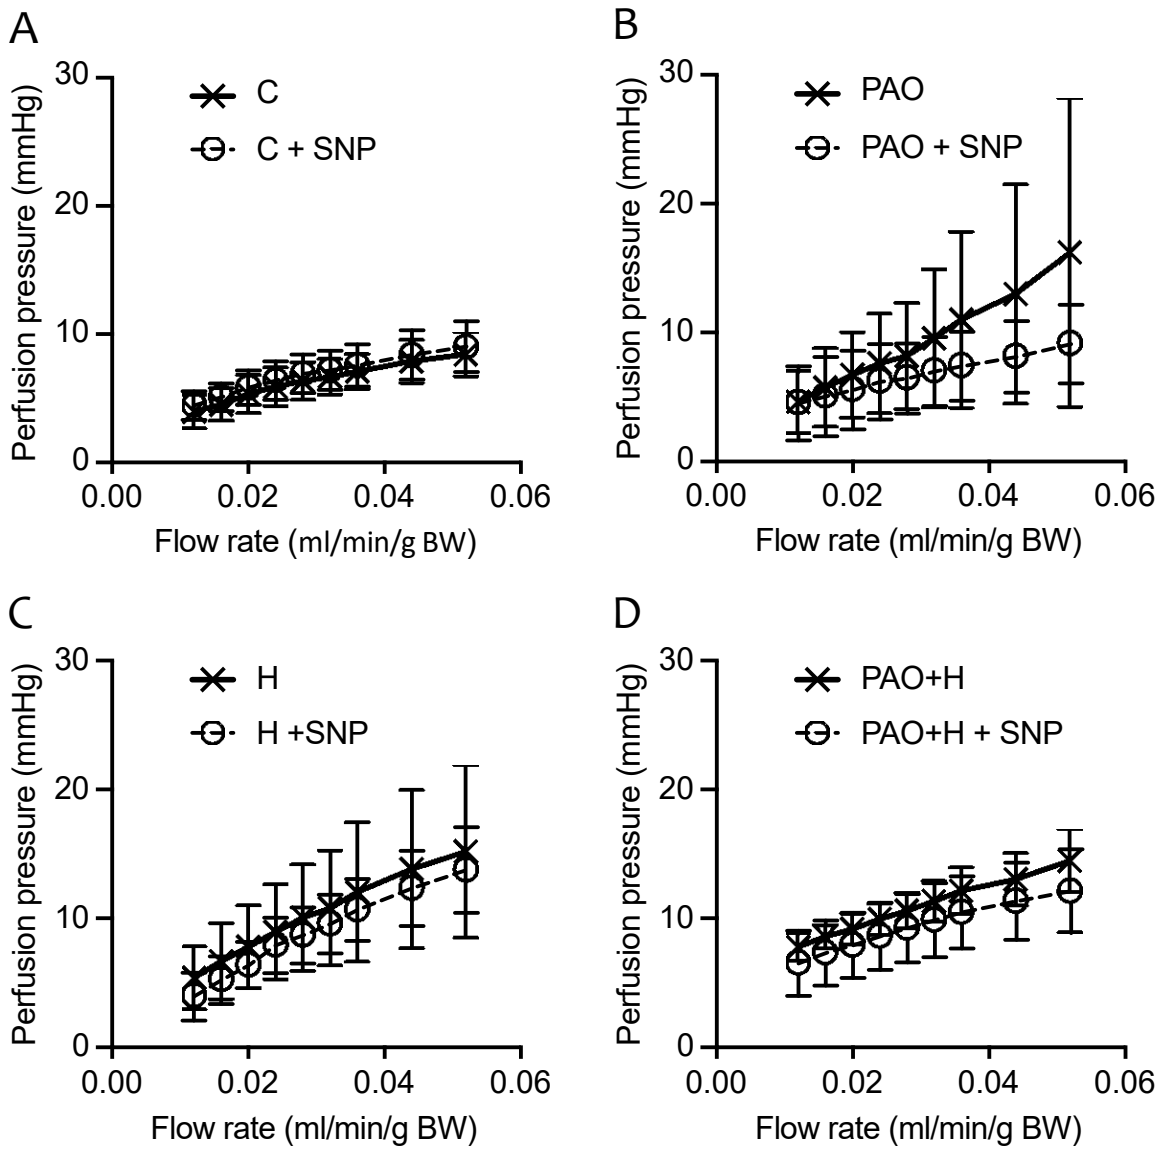 A
Perfusion pressure (mmHg)
30
20
10
0
C
C + SNP
0.00 0.02 0.04 0.06
Flow rate (ml/min/g BW)
B
Perfusion pressure (mmHg)
30
20
10
0
PAO
PAO + SNP
0.00 0.02 0.04 0.06
Flow rate (ml/min/g BW)
C
Perfusion pressure (mmHg)
30
20
10
0
H
H +SNP
0.00 0.02 0.04 0.06
Flow rate (ml/min/g BW)
D
Perfusion pressure (mmHg)
30
20
10
0
PAO+H
PAO+H + SNP
0.00 0.02 0.04 0.06
Flow rate (ml/min/g BW)